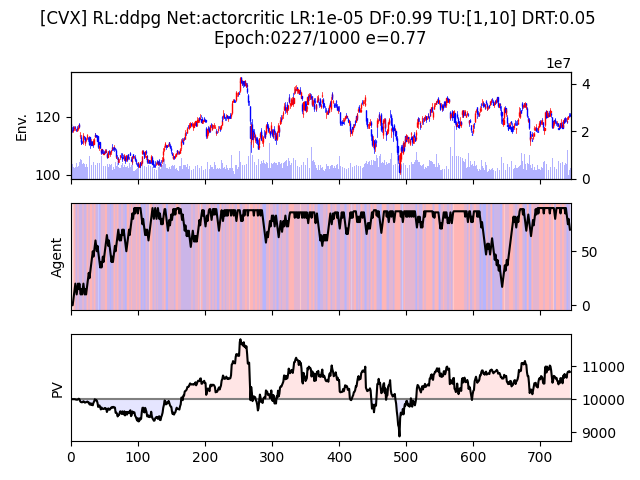 [CVX] RL:ddpg Net:actorcritic LR:1e-05 DF:0.99 TU:[1,10] DRT:0.05
Epoch:0227/1000 e=0.77
1e7
Env.
120
100
4
2
0
Agent
50
0
PV
11000
10000
9000
0 100 200 300 400 500 600 700